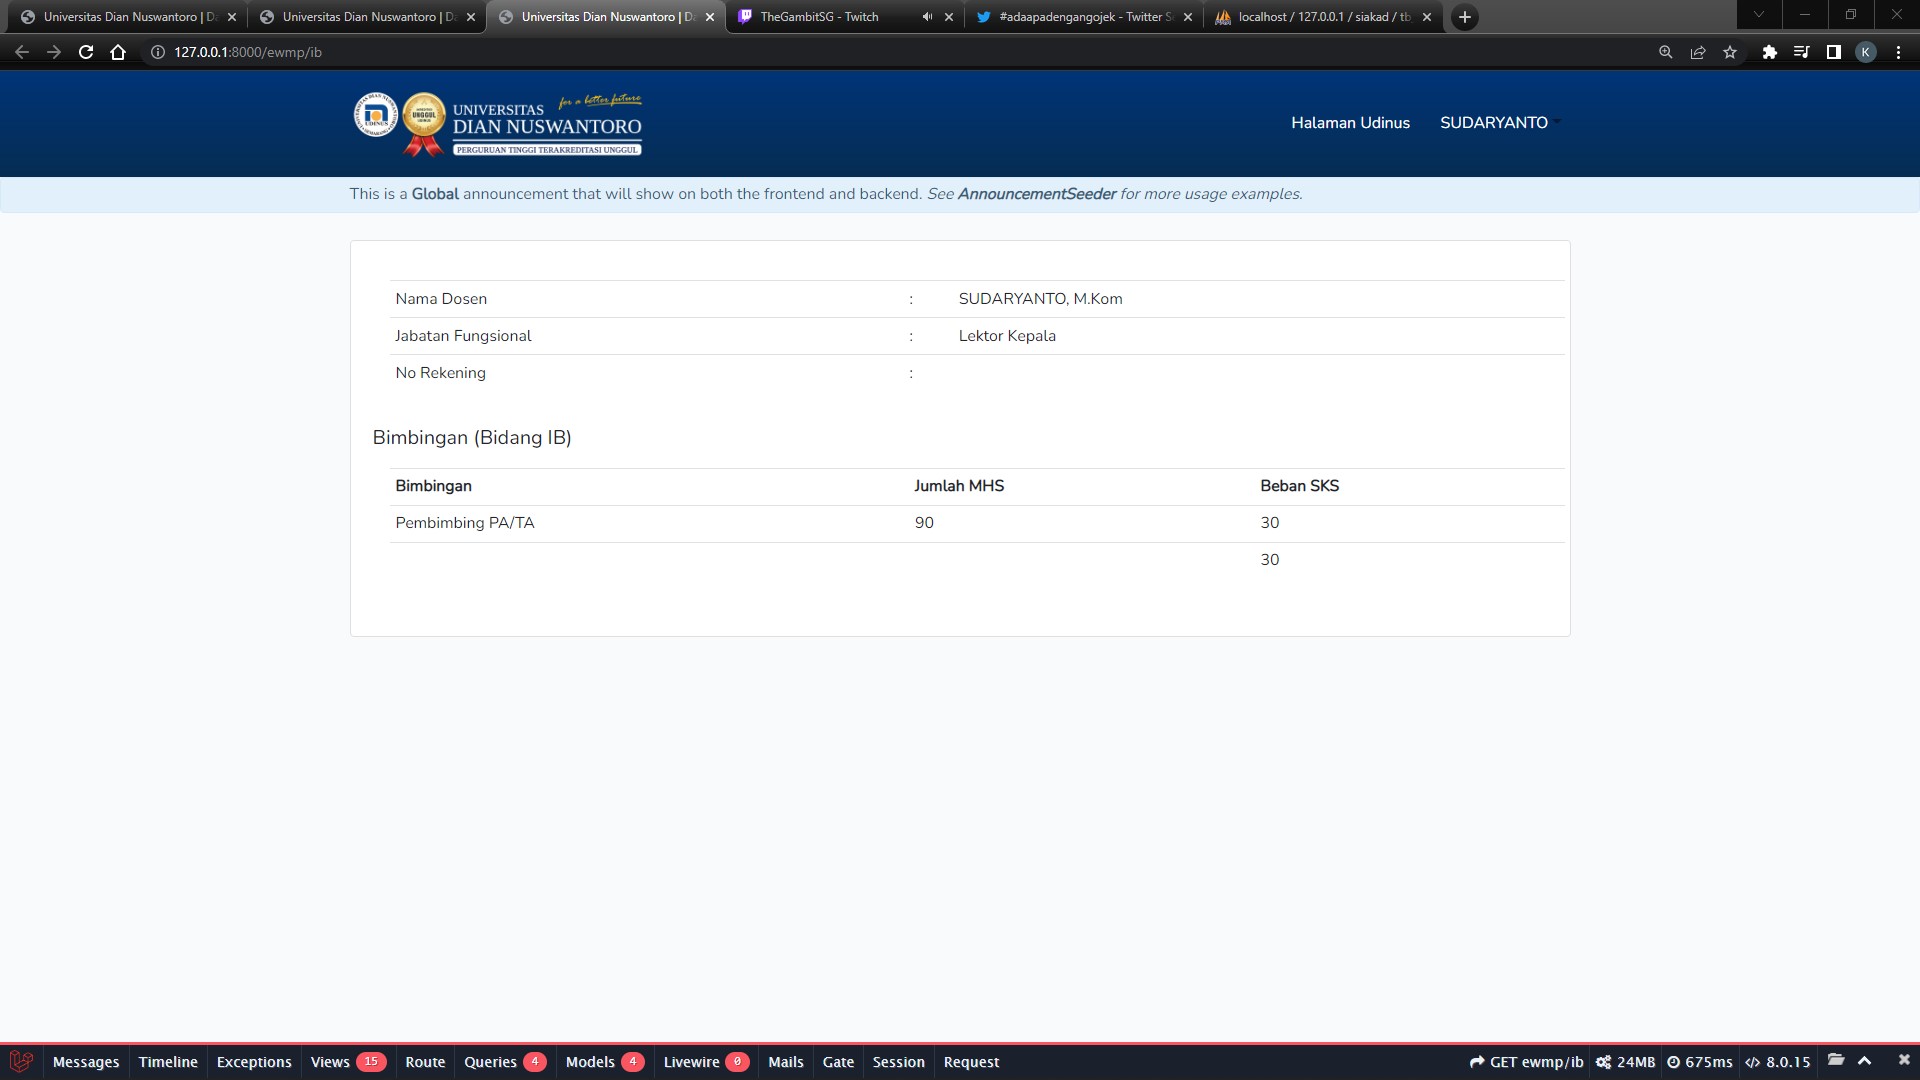 Universitas Dian Nuswantoro | Da
Universitas Dian Nuswantoro | Da
Universitas Dian Nuswantoro | Da
TheGambitSG - Twitch
#adaapadengangojek - Twitter S
localhost / 127.0.0.1 / siakad / tb
127.0.0.1:8000/ewmp/ib
K
UNIVERSITAS
for a better future
DIAN NUSWANTORO
PERGURUAN TINGGI TERAKREDITASI UNGGUL
UNGGUL
UDINUS
Halaman Udinus
SUDARYANTO
This is a Global announcement that will show on both the frontend and backend. See AnnouncementSeeder for more usage examples.
Nama Dosen : SUDARYANTO, M.Kom
Jabatan Fungsional : Lektor Kepala
No Rekening :
Bimbingan (Bidang IB)
Bimbingan Jumlah MHS Beban SKS
Pembimbing PA/TA 90 30
30
Messages Timeline Exceptions Views 15 Route Queries 4 Models 4 Livewire 0 Mails Gate Session Request GET ewmp/ib 24MB 675ms 8.0.15